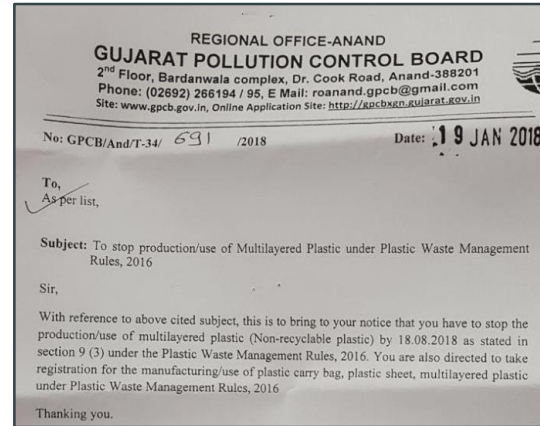 REGIONAL OFFICE-ANAND
GUJARAT POLLUTION CONTROL BOARD
2nd Floor, Bardanwala complex, Dr. Cook Road, Anand-388201
Phone: (02692) 266194 / 95, E Mail: roanand.gpcb@gmail.com
Site: www.gpcb.gov.in, Online Application Site: http://gpcbxgn.gujarat.gov.in
No: GPCB/And/T-34/ 691 /2018 Date: 19 JAN 2018
To,
As per list,
Subject: To stop production/use of Multilayered Plastic under Plastic Waste Management
Rules, 2016
Sir,
With reference to above cited subject, this is to bring to your notice that you have to stop the
production/use of multilayered plastic (Non-recyclable plastic) by 18.08.2018 as stated in
section 9 (3) under the Plastic Waste Management Rules, 2016. You are also directed to take
registration for the manufacturing/use of plastic carry bag, plastic sheet, multilayered plastic
under Plastic Waste Management Rules, 2016
Thanking you.